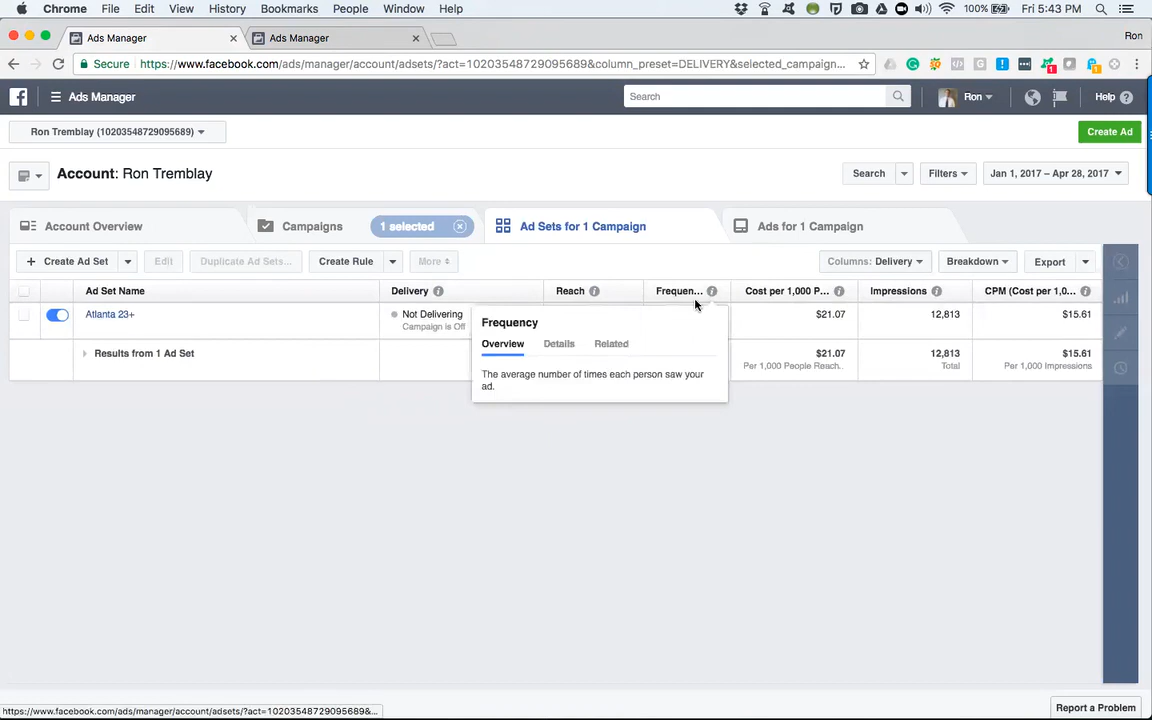 Chrome File Edit View History Bookmarks People Window Help 100% Fri 5:43 PM
Ads Manager Ads Manager Ron
Secure https://www.facebook.com/ads/manager/account/adsets/?act=10203548729095689&column_preset=DELIVERY&selected_campaign...
Ads Manager Search Ron Help
Ron Tremblay (10203548729095689) Create Ad
Account: Ron Tremblay Search Filters Jan 1, 2017 – Apr 28, 2017
Account Overview Campaigns 1 selected Ad Sets for 1 Campaign Ads for 1 Campaign
+ Create Ad Set Edit Duplicate Ad Sets... Create Rule More Columns: Delivery Breakdown Export
Ad Set Name Delivery Reach Frequen... Cost per 1,000 P... Impressions CPM (Cost per 1,0...
Atlanta 23+ Not Delivering $21.07 12,813 $15.61
Campaign is Off
Frequency
Overview Details Related
The average number of times each person saw your
ad.
Results from 1 Ad Set $21.07 12,813 $15.61
Per 1,000 People Reach.. Total Per 1,000 Impressions
https://www.facebook.com/ads/manager/account/adsets/?act=10203548729095689&...
Report a Problem